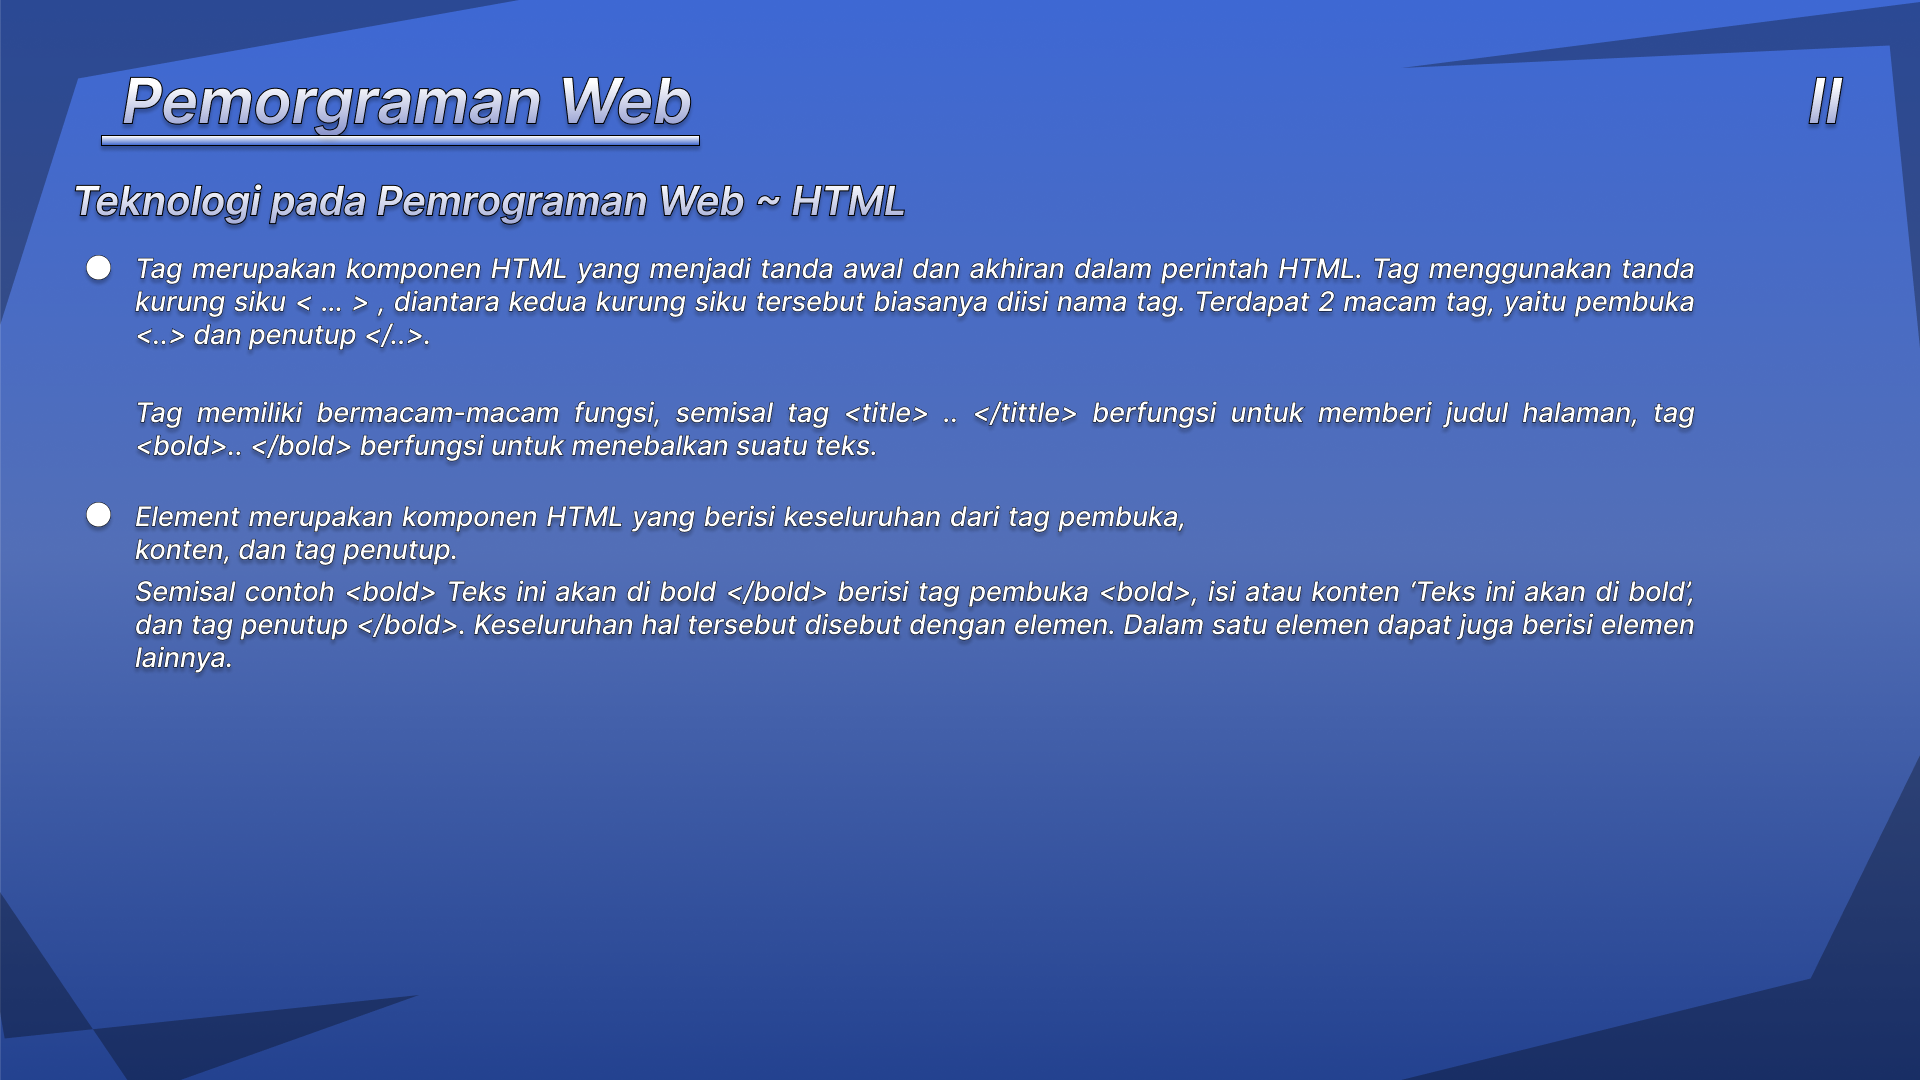 Pemorgraman Web
II
Teknologi pada Pemrograman Web ~ HTML
Tag merupakan komponen HTML yang menjadi tanda awal dan akhiran dalam perintah HTML. Tag menggunakan tanda
kurung siku < ... > , diantara kedua kurung siku tersebut biasanya diisi nama tag. Terdapat 2 macam tag, yaitu pembuka
<..> dan penutup </..>.
Tag memiliki bermacam-macam fungsi, semisal tag <title> .. </tittle> berfungsi untuk memberi judul halaman, tag
<bold>.. </bold> berfungsi untuk menebalkan suatu teks.
Element merupakan komponen HTML yang berisi keseluruhan dari tag pembuka,
konten, dan tag penutup.
Semisal contoh <bold> Teks ini akan di bold </bold> berisi tag pembuka <bold>, isi atau konten ‘Teks ini akan di bold’,
dan tag penutup </bold>. Keseluruhan hal tersebut disebut dengan elemen. Dalam satu elemen dapat juga berisi elemen
lainnya.